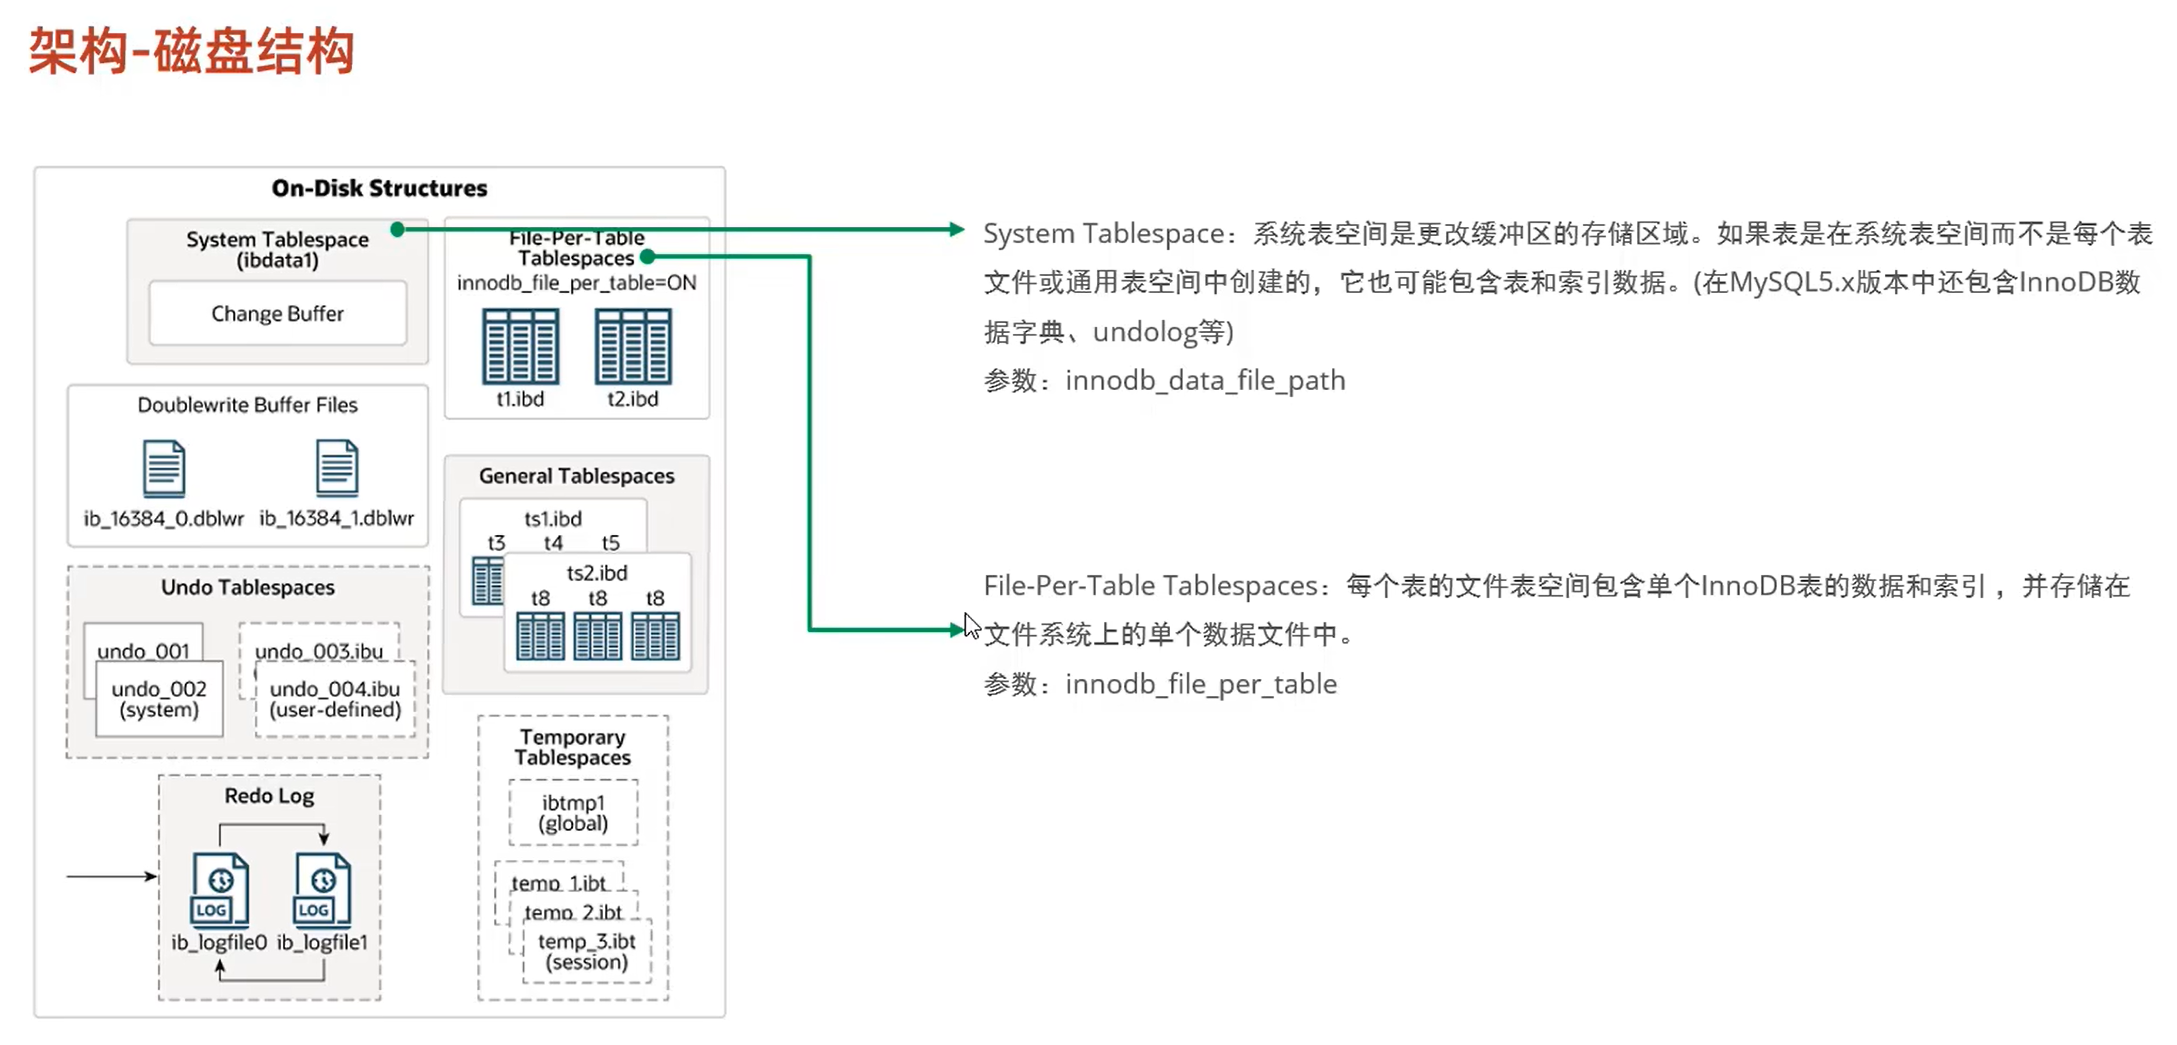 架构-磁盘结构
On-Disk Structures
System Tablespace
(ibdata1)
Change Buffer
File-Per-Table
Tablespaces
innodb_file_per_table=ON
t1.ibd
t2.ibd
Doublewrite Buffer Files
ib_16384_0.dblwr
ib_16384_1.dblwr
General Tablespaces
ts1.ibd
t3 t4 t5
ts2.ibd
t8 t8 t8
Undo Tablespaces
undo_001
undo_002
(system)
undo_003.ibu
undo_004.ibu
(user-defined)
Temporary
Tablespaces
ibtmp1
(global)
temp_1.ibt
temp_2.ibt
temp_3.ibt
(session)
Redo Log
LOG
LOG
ib_logfile0
ib_logfile1
System Tablespace：系统表空间是更改缓冲区的存储区域。如果表是在系统表空间而不是每个表
文件或通用表空间中创建的，它也可能包含表和索引数据。(在MySQL5.x版本中还包含InnoDB数
据字典、undolog等)
参数：innodb_data_file_path
File-Per-Table Tablespaces：每个表的文件表空间包含单个InnoDB表的数据和索引 ，并存储在
文件系统上的单个数据文件中。
参数：innodb_file_per_table